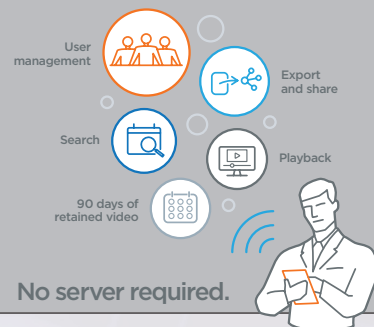 User
management
Export
and share
Search
Playback
90 days of
retained video
No server required.